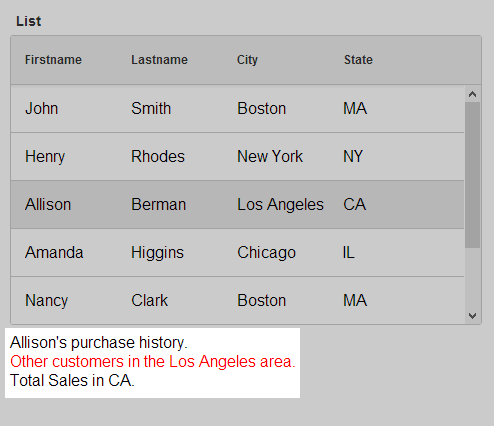 List
Firstname Lastname City State
John Smith Boston MA
Henry Rhodes New York NY
Allison Berman Los Angeles CA
Amanda Higgins Chicago IL
Nancy Clark Boston MA
Allison's purchase history.
Other customers in the Los Angeles area.
Total Sales in CA.